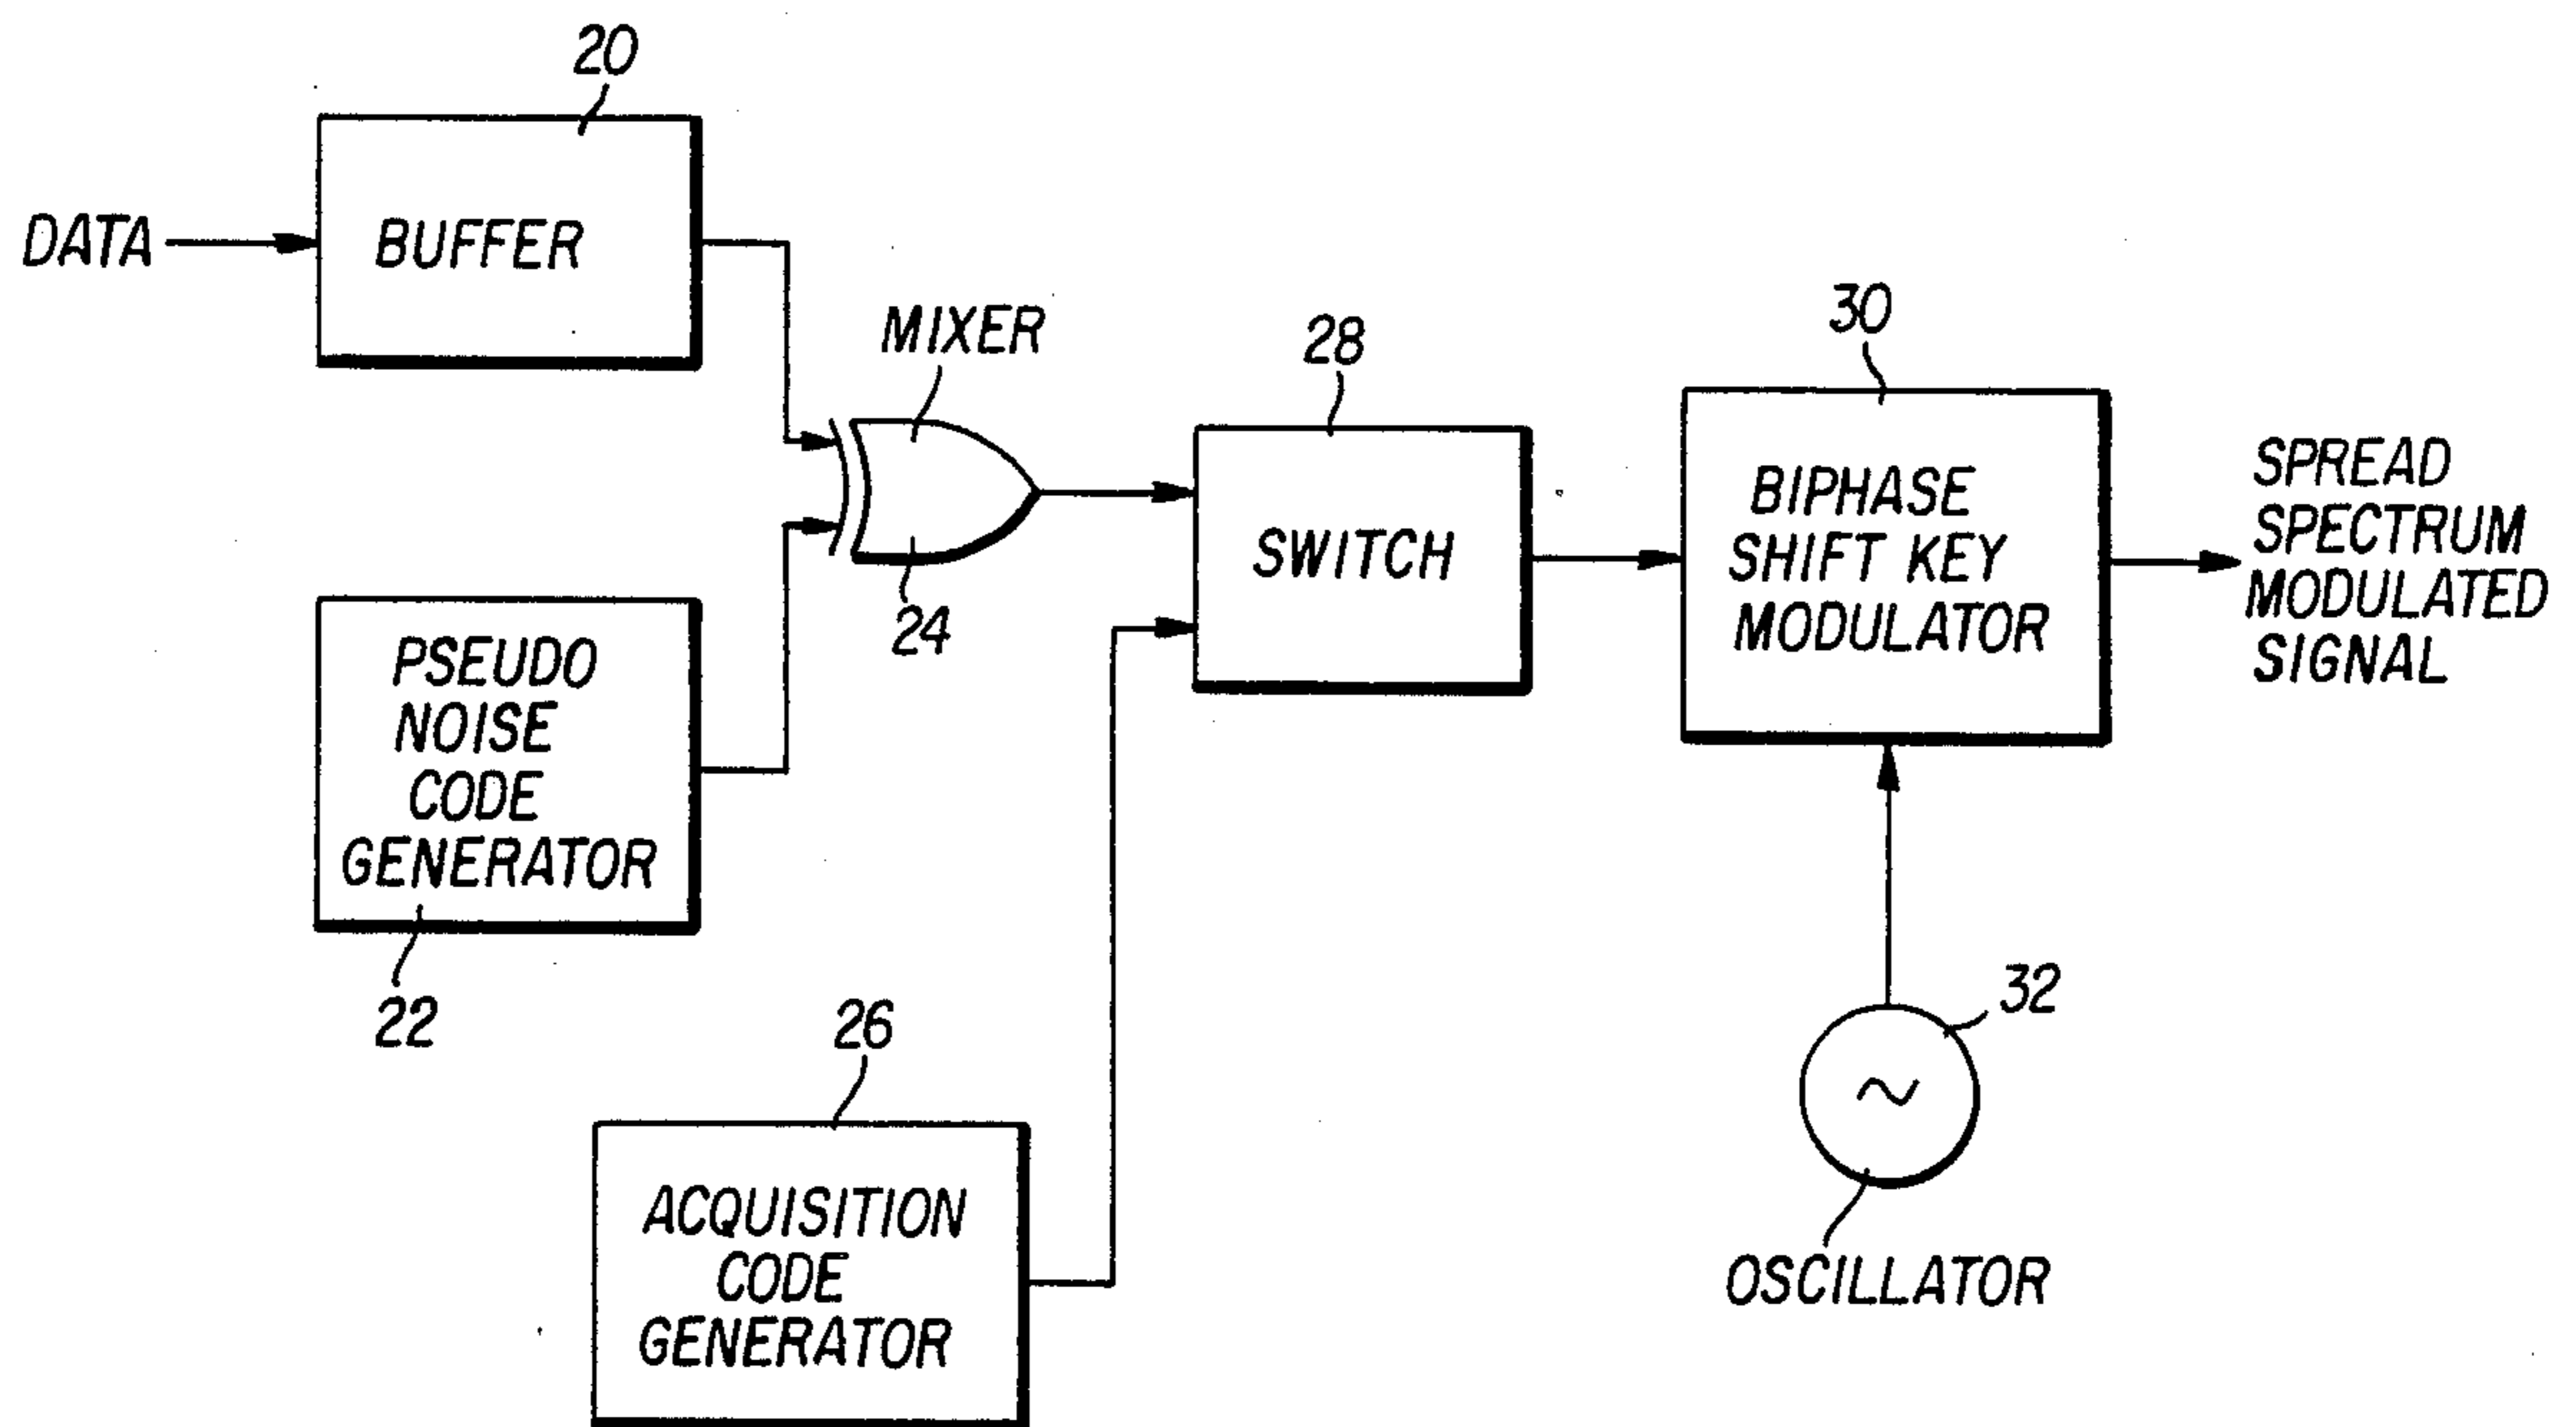 20
DATA
BUFFER
MIXER
24
PSEUDO
NOISE
CODE
GENERATOR
22
28
SWITCH
26
ACQUISITION
CODE
GENERATOR
30
BIPHASE
SHIFT KEY
MODULATOR
SPREAD
SPECTRUM
MODULATED
SIGNAL
32
OSCILLATOR